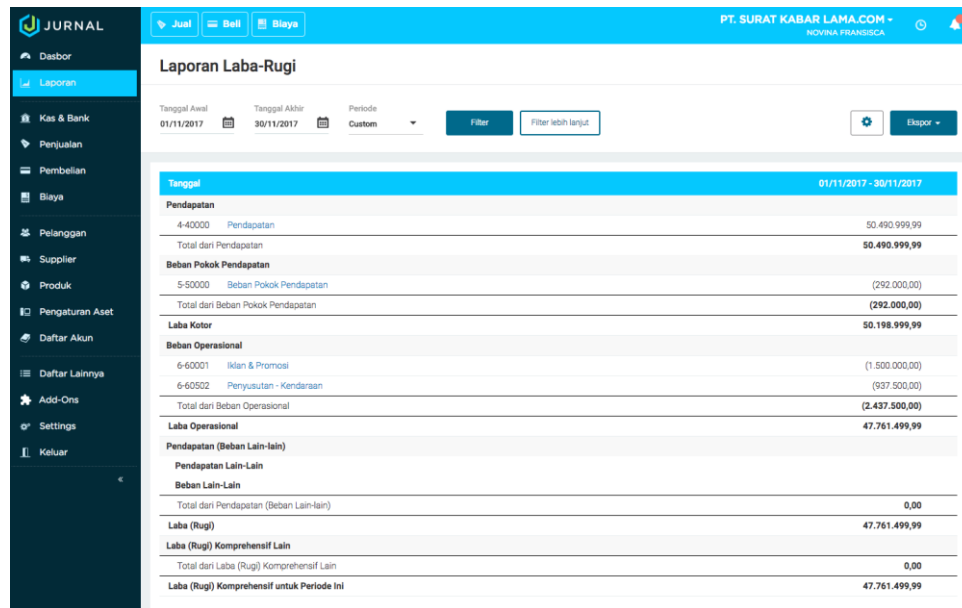 JURNAL
Jual Beli Biaya
PT. SURAT KABAR LAMA.COM
NOVINA FRANSISCA
Dasbor
Laporan
Kas & Bank
Penjualan
Pembelian
Biaya
Pelanggan
Supplier
Produk
Pengaturan Aset
Daftar Akun
Daftar Lainnya
Add-Ons
Settings
Keluar
Laporan Laba-Rugi
Tanggal Awal Tanggal Akhir Periode
01/11/2017 30/11/2017 Custom Filter Filter lebih lanjut Ekspor
Tanggal 01/11/2017 - 30/11/2017
Pendapatan
4-40000 Pendapatan 50.490.999,99
Total dari Pendapatan 50.490.999,99
Beban Pokok Pendapatan
5-50000 Beban Pokok Pendapatan (292.000,00)
Total dari Beban Pokok Pendapatan (292.000,00)
Laba Kotor 50.198.999,99
Beban Operasional
6-60001 Iklan & Promosi (1.500.000,00)
6-60502 Penyusutan - Kendaraan (937.500,00)
Total dari Beban Operasional (2.437.500,00)
Laba Operasional 47.761.499,99
Pendapatan (Beban Lain-lain)
Pendapatan Lain-Lain
Beban Lain-Lain
Total dari Pendapatan (Beban Lain-lain) 0,00
Laba (Rugi) 47.761.499,99
Laba (Rugi) Komprehensif Lain
Total dari Laba (Rugi) Komprehensif Lain 0,00
Laba (Rugi) Komprehensif untuk Periode Ini 47.761.499,99